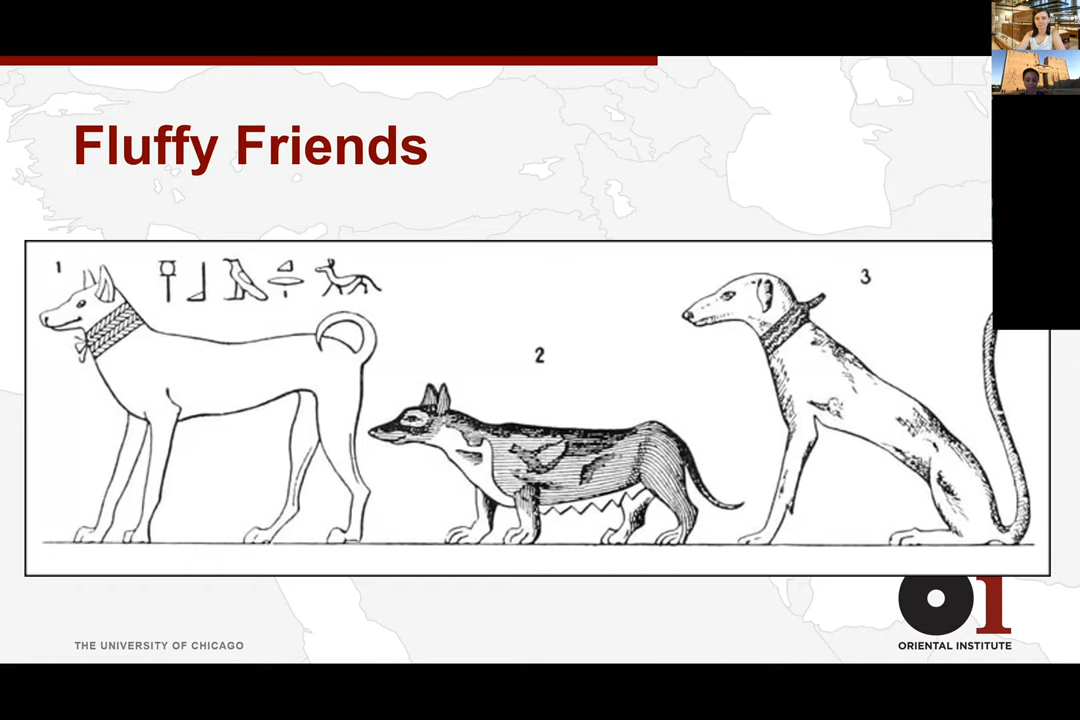 Fluffy Friends
1
2
3
oi
THE UNIVERSITY OF CHICAGO
ORIENTAL INSTITUTE